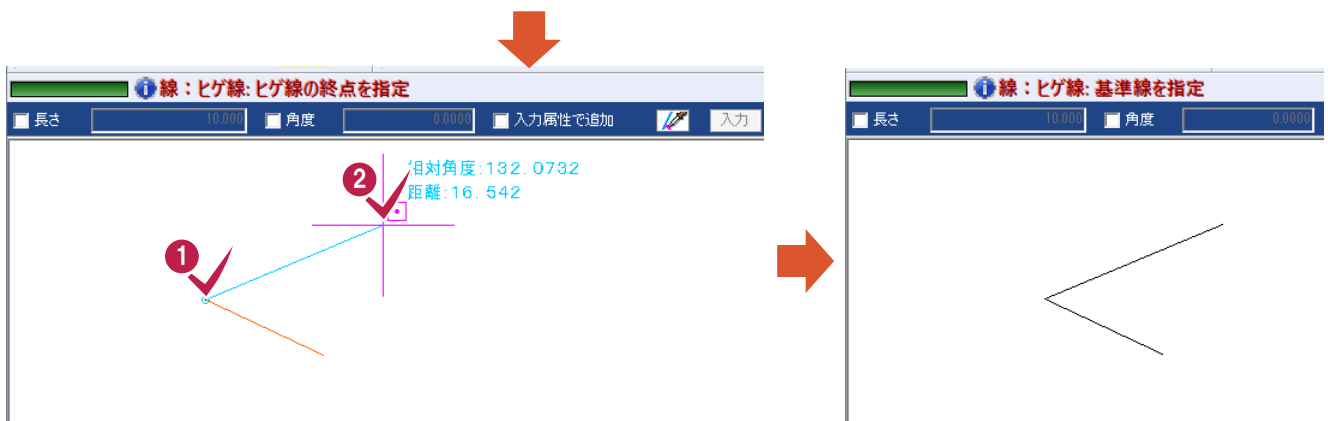 線：ヒゲ線: ヒゲ線の終点を指定
長さ 10.000 角度 0.0000 入力属性で追加 入力
相対角度:132.0732
距離:16.542
2
1
線：ヒゲ線: 基準線を指定
長さ 10.000 角度 0.0000